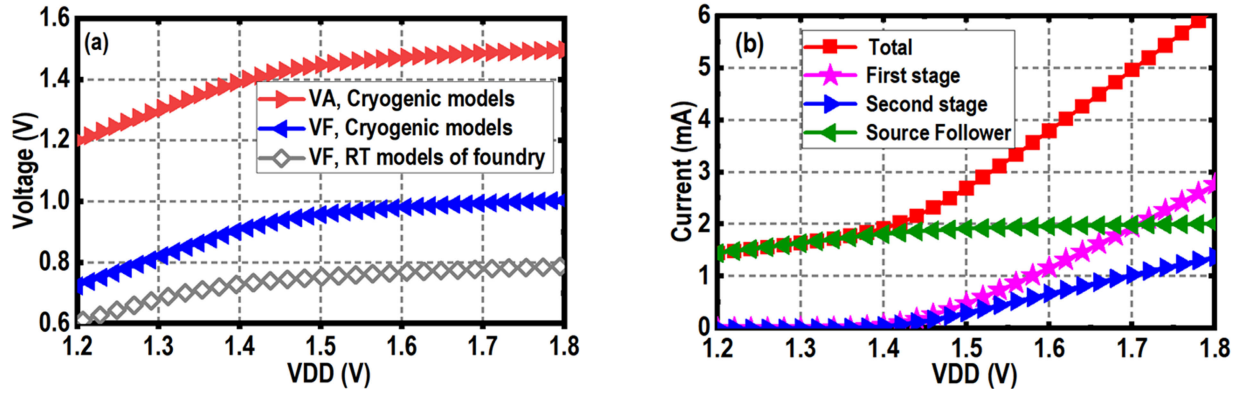 (a)
Voltage (V)
1.6
1.4
1.2
1.0
0.8
0.6
VA, Cryogenic models
VF, Cryogenic models
VF, RT models of foundry
1.2 1.3 1.4 1.5 1.6 1.7 1.8
VDD (V)
(b)
Current (mA)
6
5
4
3
2
1
0
Total
First stage
Second stage
Source Follower
1.2 1.3 1.4 1.5 1.6 1.7 1.8
VDD (V)